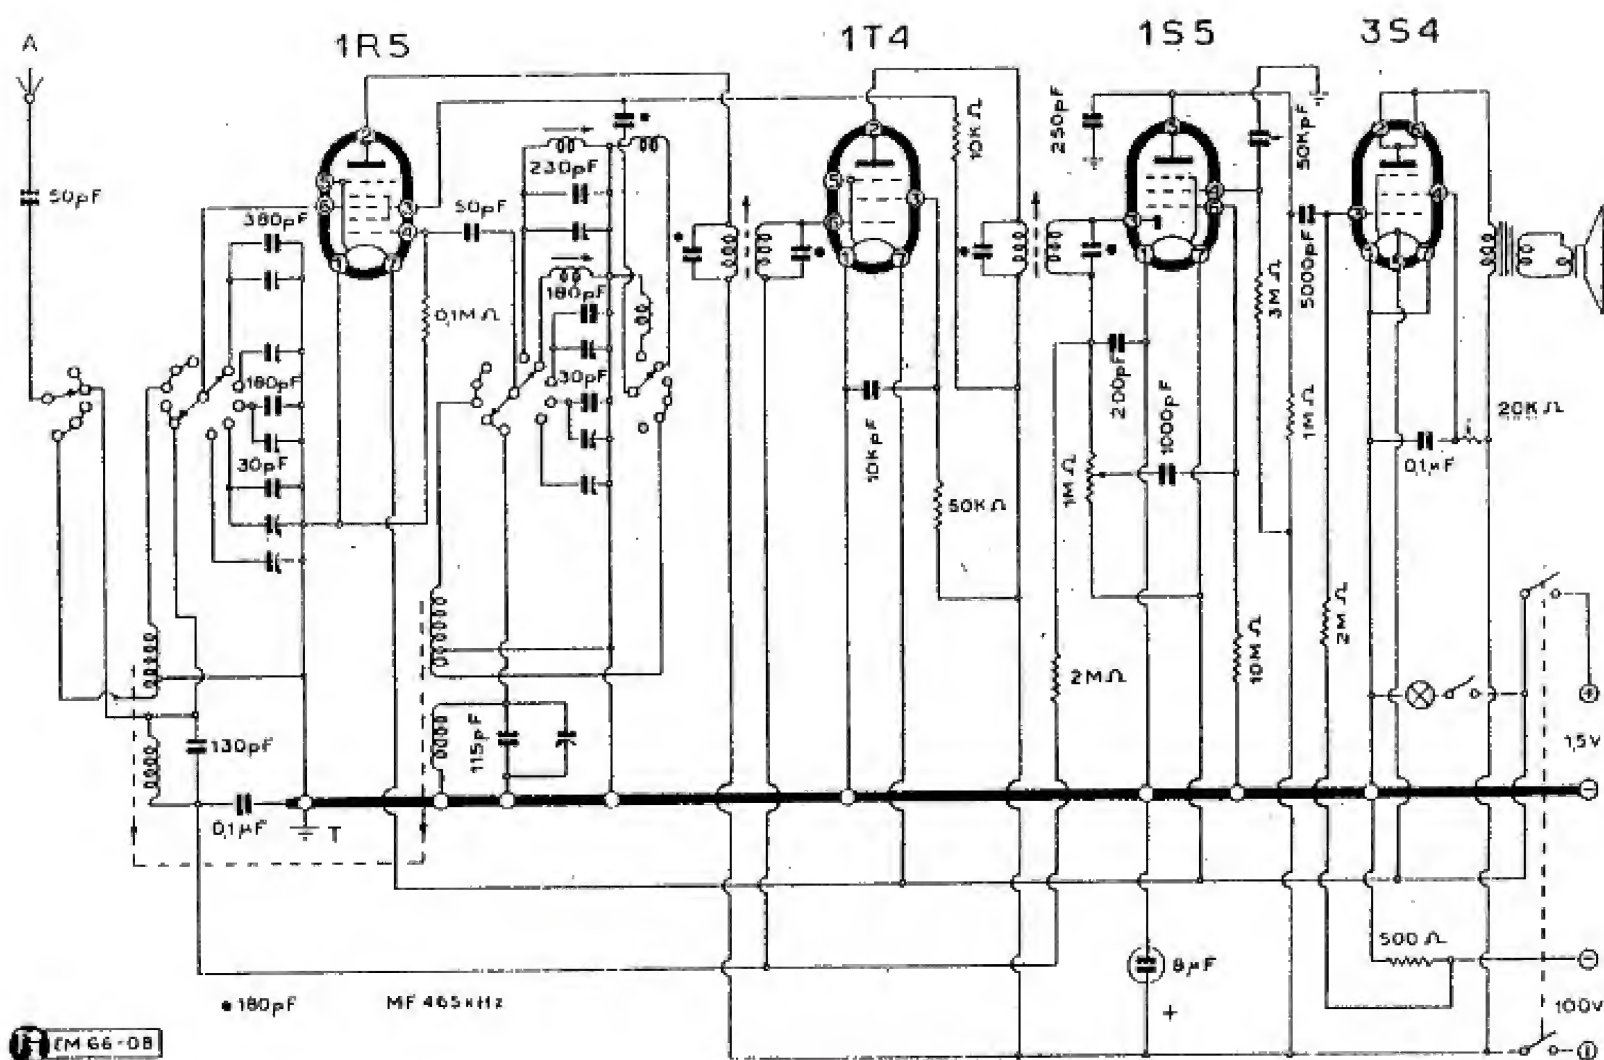 A
1R5
1T4
1S5
3S4
50pF
380pF
180pF
30pF
0,1MΩ
50pF
230pF
180pF
30pF
10KΩ
250pF
50KpF
5000pF
3MΩ
1MΩ
200pF
1000pF
1MΩ
10KpF
50KΩ
2MΩ
10MΩ
2MΩ
20KΩ
0,1µF
130pF
0,1µF
T
115pF
1,5V
8µF
+
500Ω
100V
• 180pF
MF 465 kHz
EM 66-08